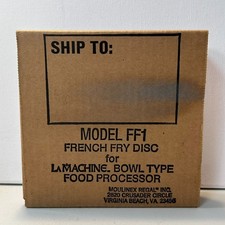 SHIP TO:
MODEL FF1
FRENCH FRY DISC
for
LAMACHINE BOWL TYPE
FOOD PROCESSOR
MOULINEX REGAL INC.
2820 CRUSADER CIRCLE
VIRGINIA BEACH, VA. 23456